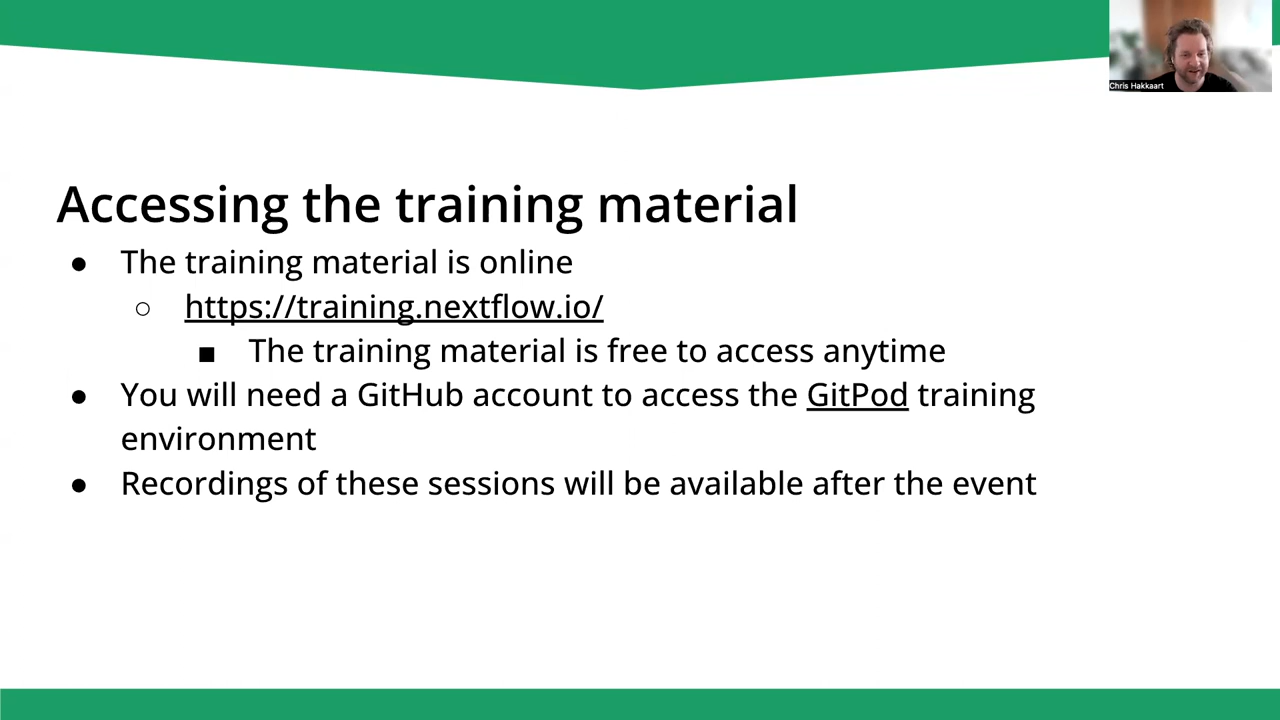 Chris Hakkaart
Accessing the training material
● The training material is online
○ https://training.nextflow.io/
■ The training material is free to access anytime
● You will need a GitHub account to access the GitPod training
environment
● Recordings of these sessions will be available after the event